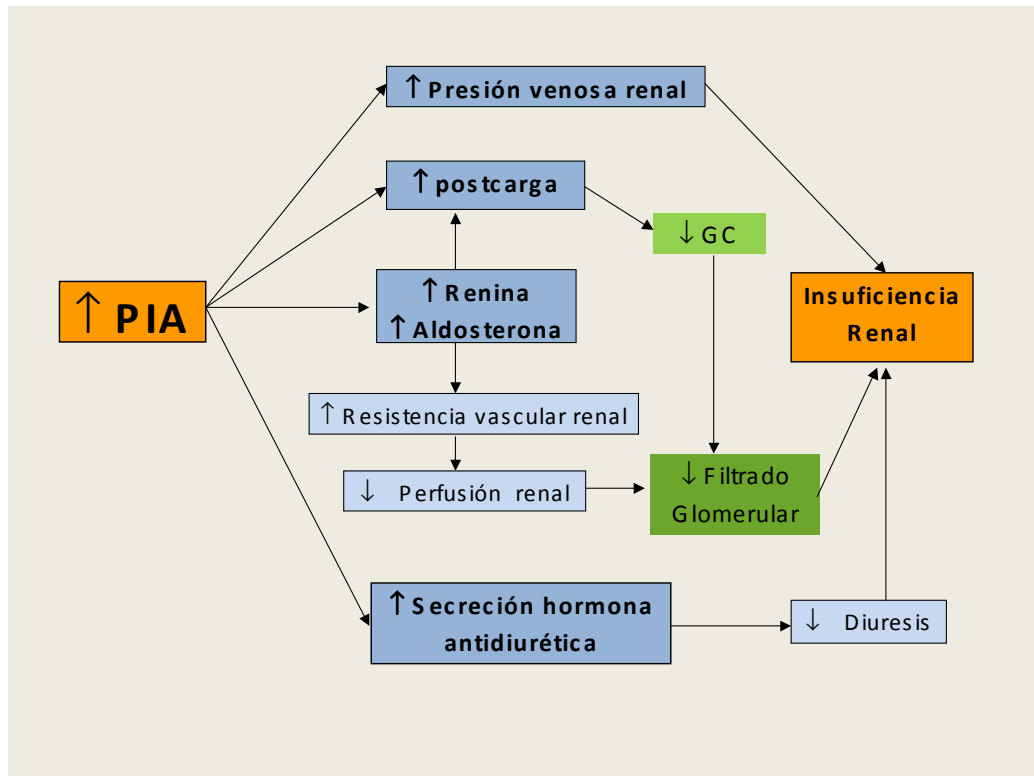 ↑ Presión venosa renal
↑ postcarga
↓ GC
↑ PIA
↑ Renina
↑ Aldosterona
Insuficiencia
Renal
↑ Resistencia vascular renal
↓ Perfusión renal
↓ Filtrado
Glomerular
↑ Secreción hormona
antidiurética
↓ Diuresis